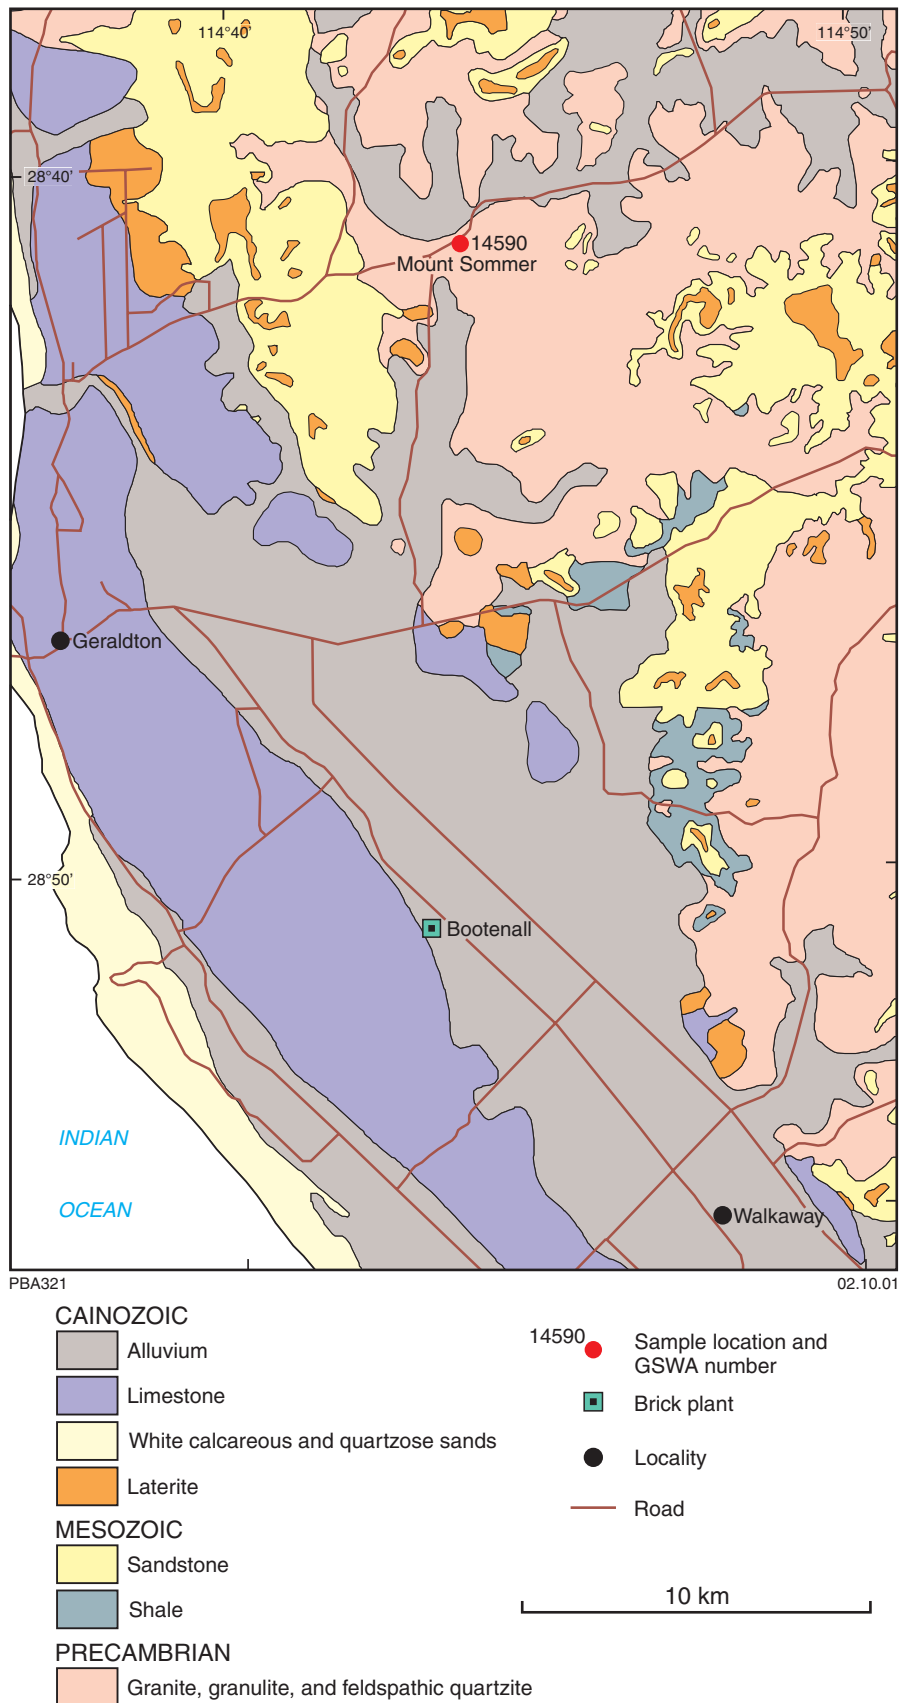 114°40'
114°50'
28°40'
14590
Mount Sommer
Geraldton
28°50'
Bootenall
INDIAN
OCEAN
Walkaway
PBA321
02.10.01
CAINOZOIC
Alluvium
Limestone
White calcareous and quartzose sands
Laterite
MESOZOIC
Sandstone
Shale
PRECAMBRIAN
Granite, granulite, and feldspathic quartzite
14590
Sample location and
GSWA number
Brick plant
Locality
Road
10 km